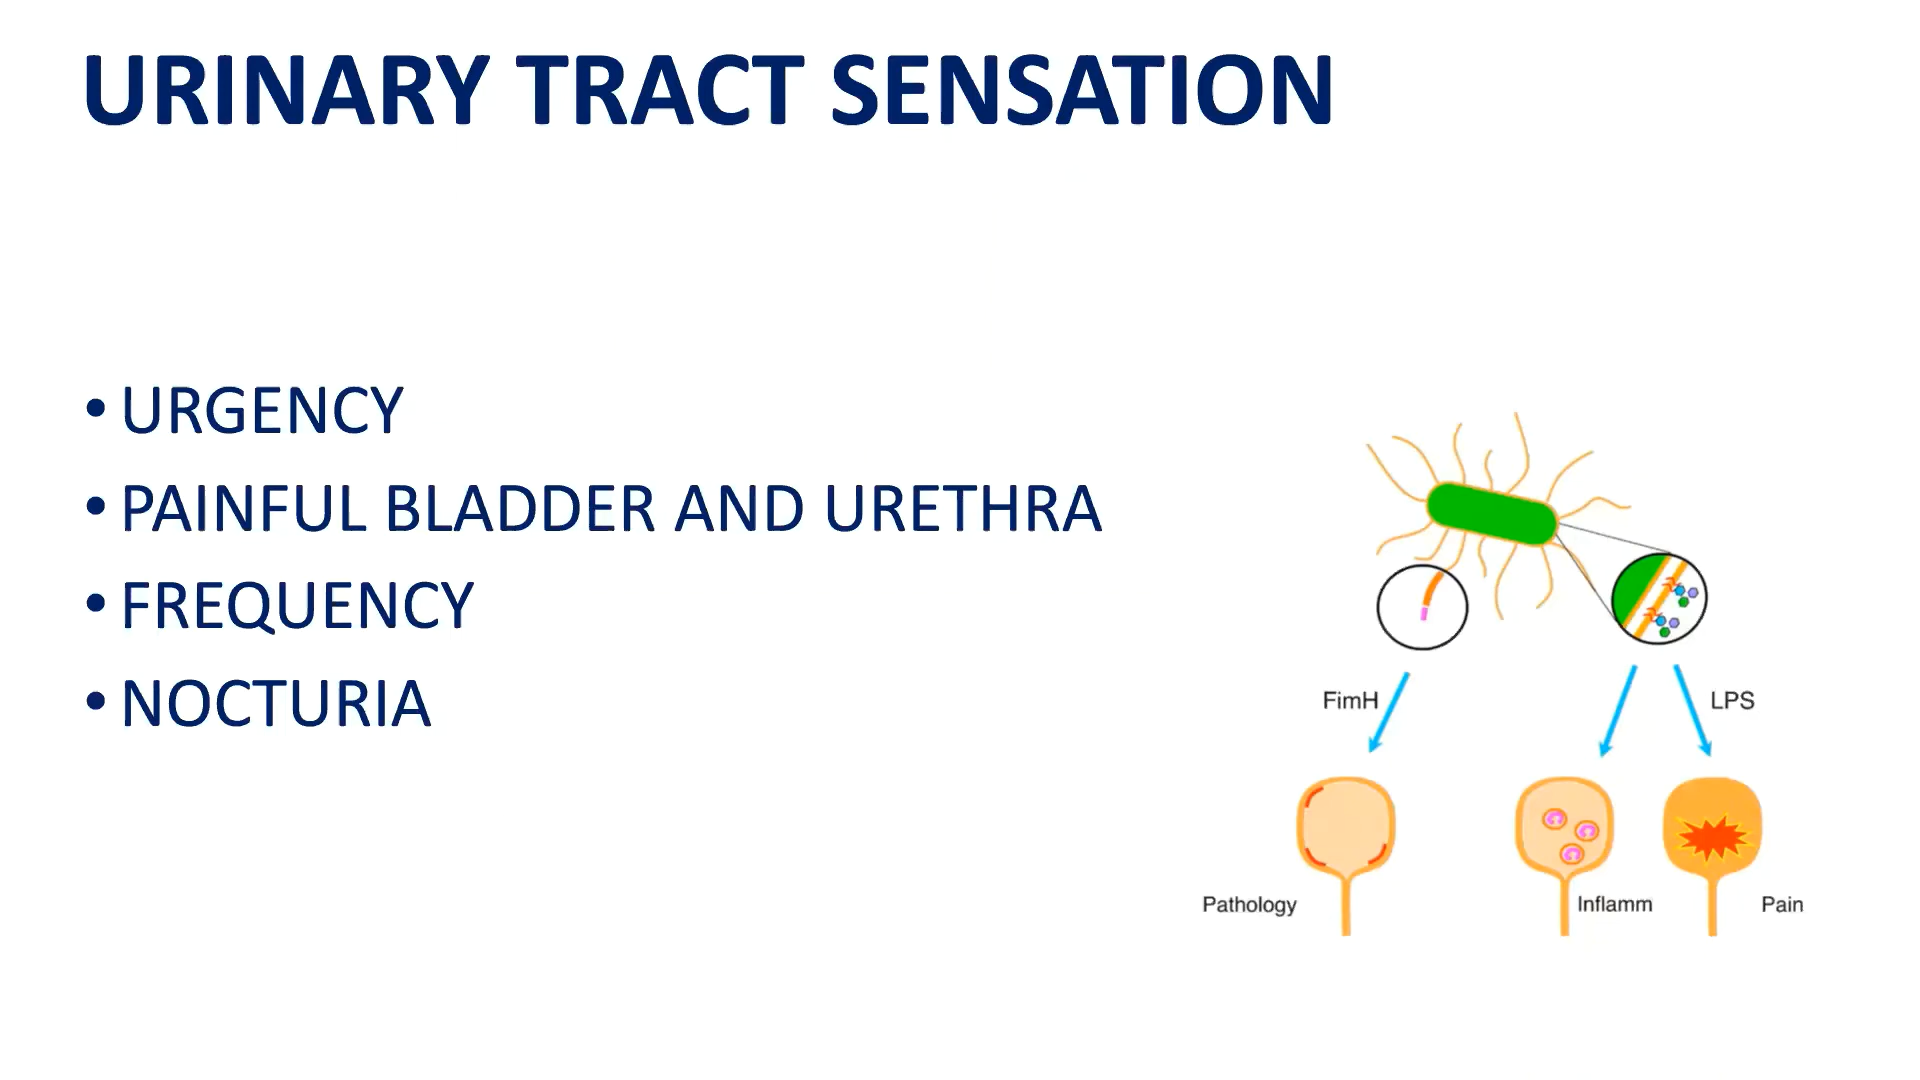 URINARY TRACT SENSATION
• URGENCY
• PAINFUL BLADDER AND URETHRA
• FREQUENCY
• NOCTURIA
FimH
LPS
Pathology
Inflamm
Pain